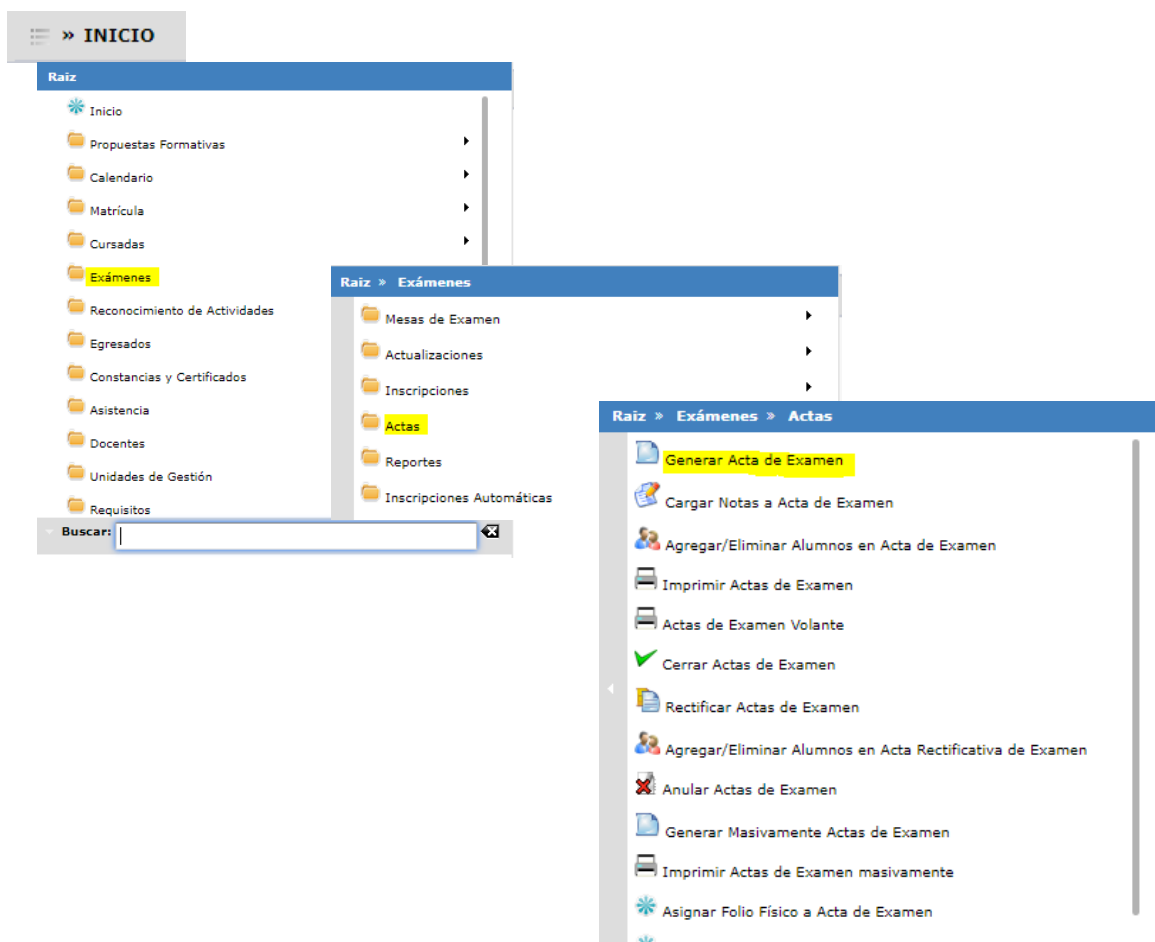 » INICIO
Raiz
Inicio
Propuestas Formativas
Calendario
Matrícula
Cursadas
Exámenes
Reconocimiento de Actividades
Egresados
Constancias y Certificados
Asistencia
Docentes
Unidades de Gestión
Requisitos
Buscar:
Raiz » Exámenes
Mesas de Examen
Actualizaciones
Inscripciones
Actas
Reportes
Inscripciones Automáticas
Raiz » Exámenes » Actas
Generar Acta de Examen
Cargar Notas a Acta de Examen
Agregar/Eliminar Alumnos en Acta de Examen
Imprimir Actas de Examen
Actas de Examen Volante
Cerrar Actas de Examen
Rectificar Actas de Examen
Agregar/Eliminar Alumnos en Acta Rectificativa de Examen
Anular Actas de Examen
Generar Masivamente Actas de Examen
Imprimir Actas de Examen masivamente
Asignar Folio Físico a Acta de Examen